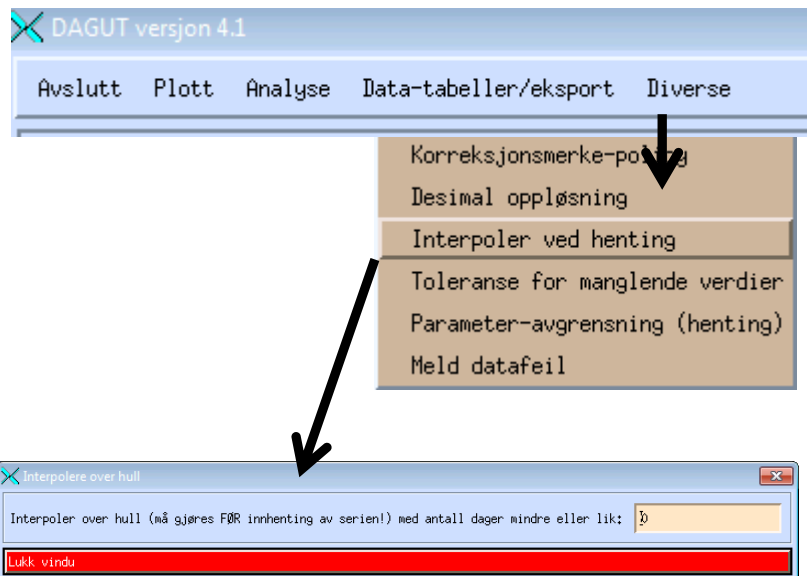 DAGUT versjon 4.1
Avslutt Plott Analyse Data-tabeller/eksport Diverse
Korreksjonsmerke-policy
Desimal oppløsning
Interpoler ved henting
Toleranse for manglende verdier
Parameter-avgrensning (henting)
Meld datafeil
Interpolere over hull
Interpoler over hull (må gjøres FØR innhenting av serien!) med antall dager mindre eller lik: 0
Lukk vindu